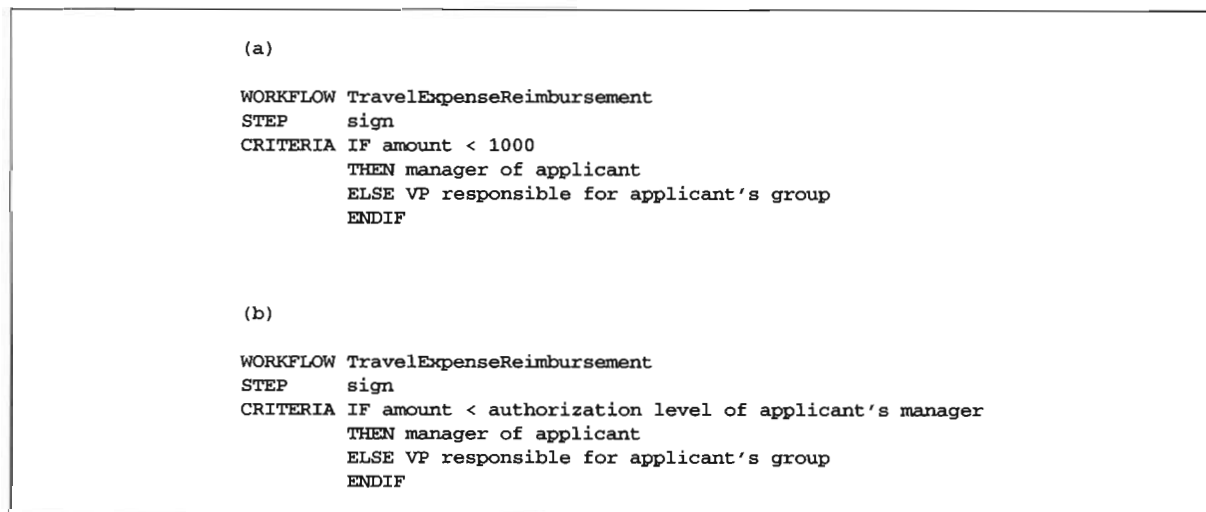 (a)
WORKFLOW TravelExpenseReimbursement
STEP sign
CRITERIA IF amount < 1000
THEN manager of applicant
ELSE VP responsible for applicant's group
ENDIF
(b)
WORKFLOW TravelExpenseReimbursement
STEP sign
CRITERIA IF amount < authorization level of applicant's manager
THEN manager of applicant
ELSE VP responsible for applicant's group
ENDIF